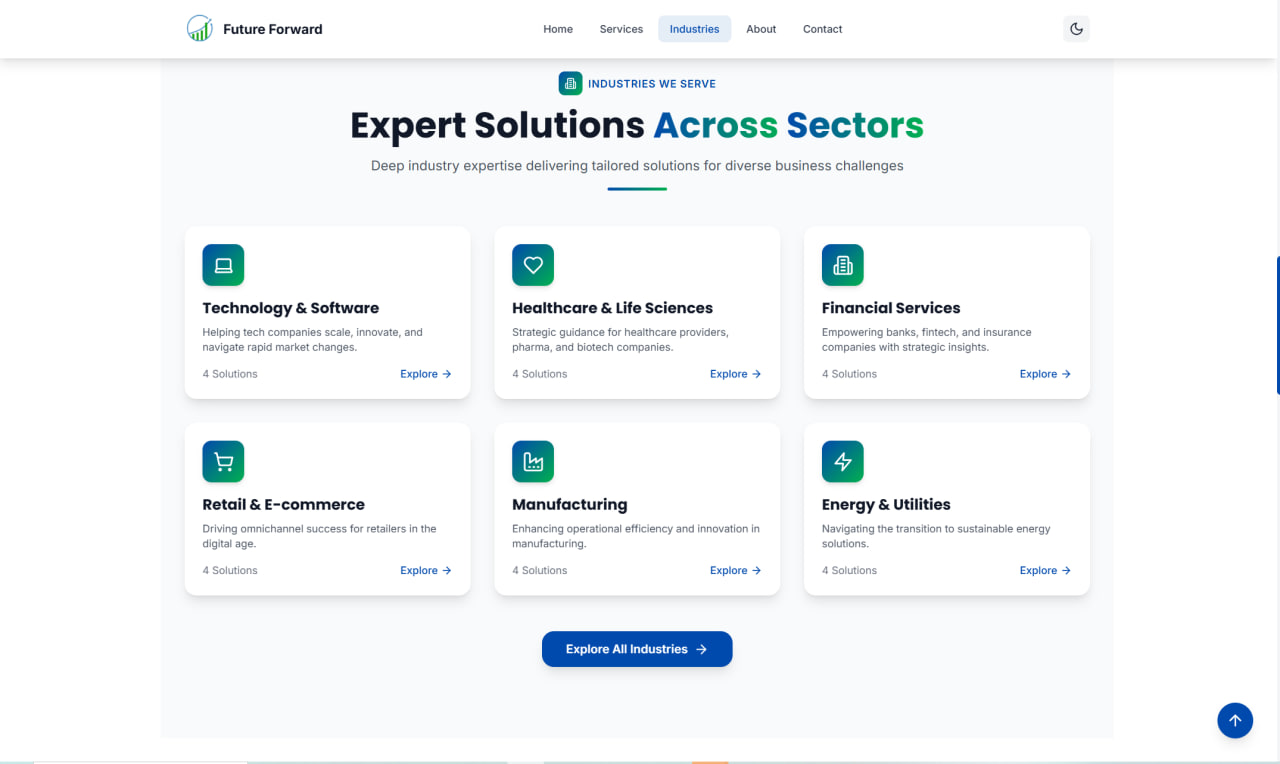 Future Forward
Home
Services
Industries
About
Contact
INDUSTRIES WE SERVE
Expert Solutions Across Sectors
Deep industry expertise delivering tailored solutions for diverse business challenges
Technology & Software
Helping tech companies scale, innovate, and
navigate rapid market changes.
4 Solutions
Explore →
Healthcare & Life Sciences
Strategic guidance for healthcare providers,
pharma, and biotech companies.
4 Solutions
Explore →
Financial Services
Empowering banks, fintech, and insurance
companies with strategic insights.
4 Solutions
Explore →
Retail & E-commerce
Driving omnichannel success for retailers in the
digital age.
4 Solutions
Explore →
Manufacturing
Enhancing operational efficiency and innovation in
manufacturing.
4 Solutions
Explore →
Energy & Utilities
Navigating the transition to sustainable energy
solutions.
4 Solutions
Explore →
Explore All Industries →